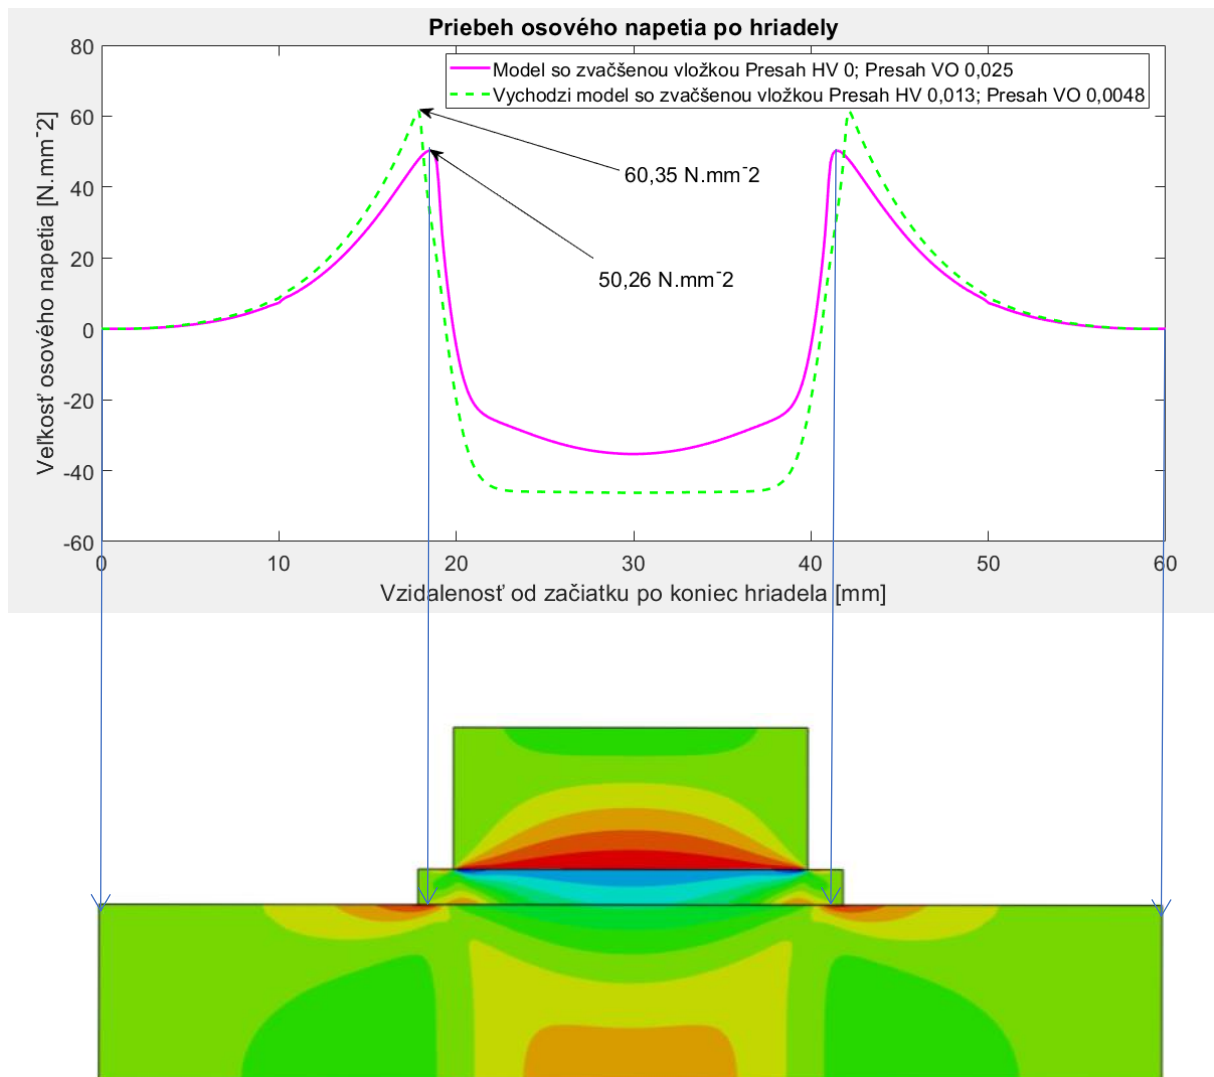 Priebeh osového napetia po hriadely
Model so zvačšenou vložkou Presah HV 0; Presah VO 0,025
Vychodzi model so zvačšenou vložkou Presah HV 0,013; Presah VO 0,0048
60,35 N.mm⁻2
50,26 N.mm⁻2
Veľkosť osového napetia [N.mm⁻2]
80
60
40
20
0
-20
-40
-60
0 10 20 30 40 50 60
Vzidalenosť od začiatku po koniec hriadela [mm]